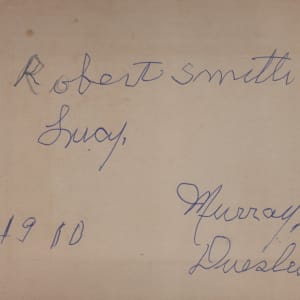 Robert Smith
Lucy.
1910
Murray,